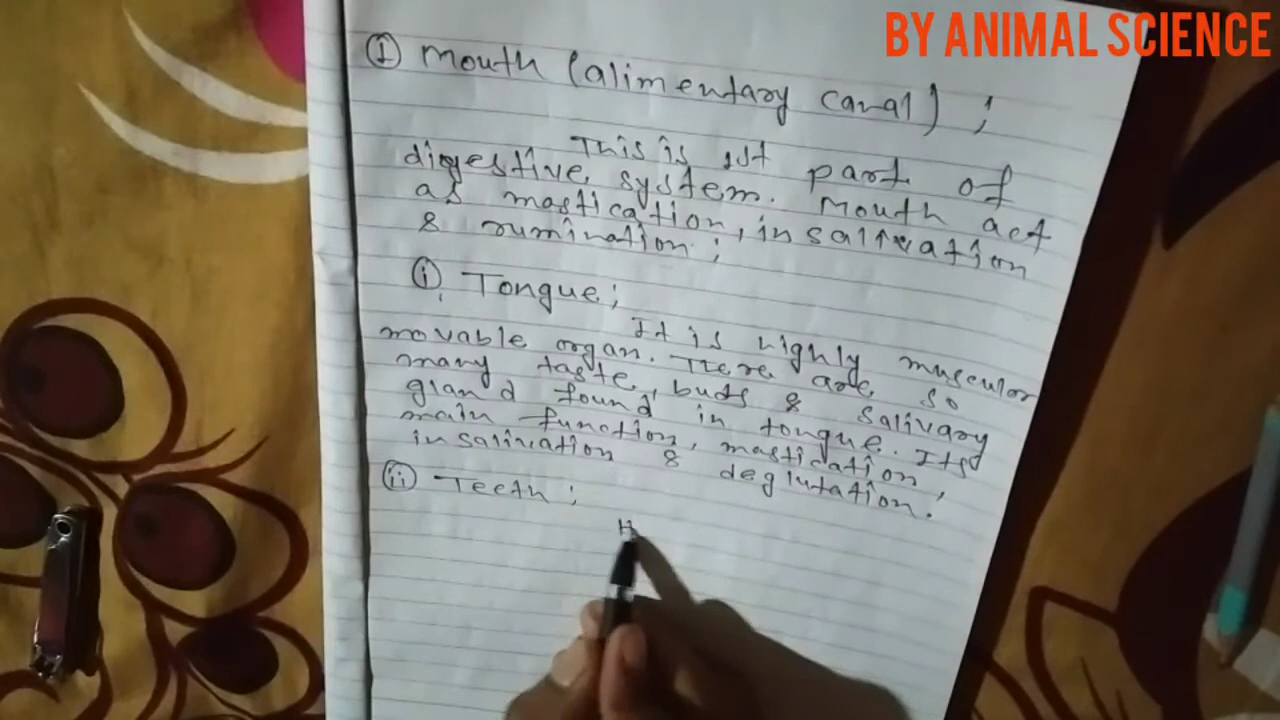 BY ANIMAL SCIENCE
① Mouth (alimentary canal) ;
This is 1st part of
digestive system. Mouth act
as mastication, insalivation
& rumination ;
(i) Tongue ;
It is highly musculor
movable organ. There are so
many taste buds & salivary
gland found in tongue. Its
main function, mastication,
insalivation & deglutation.
(ii) Teeth ;